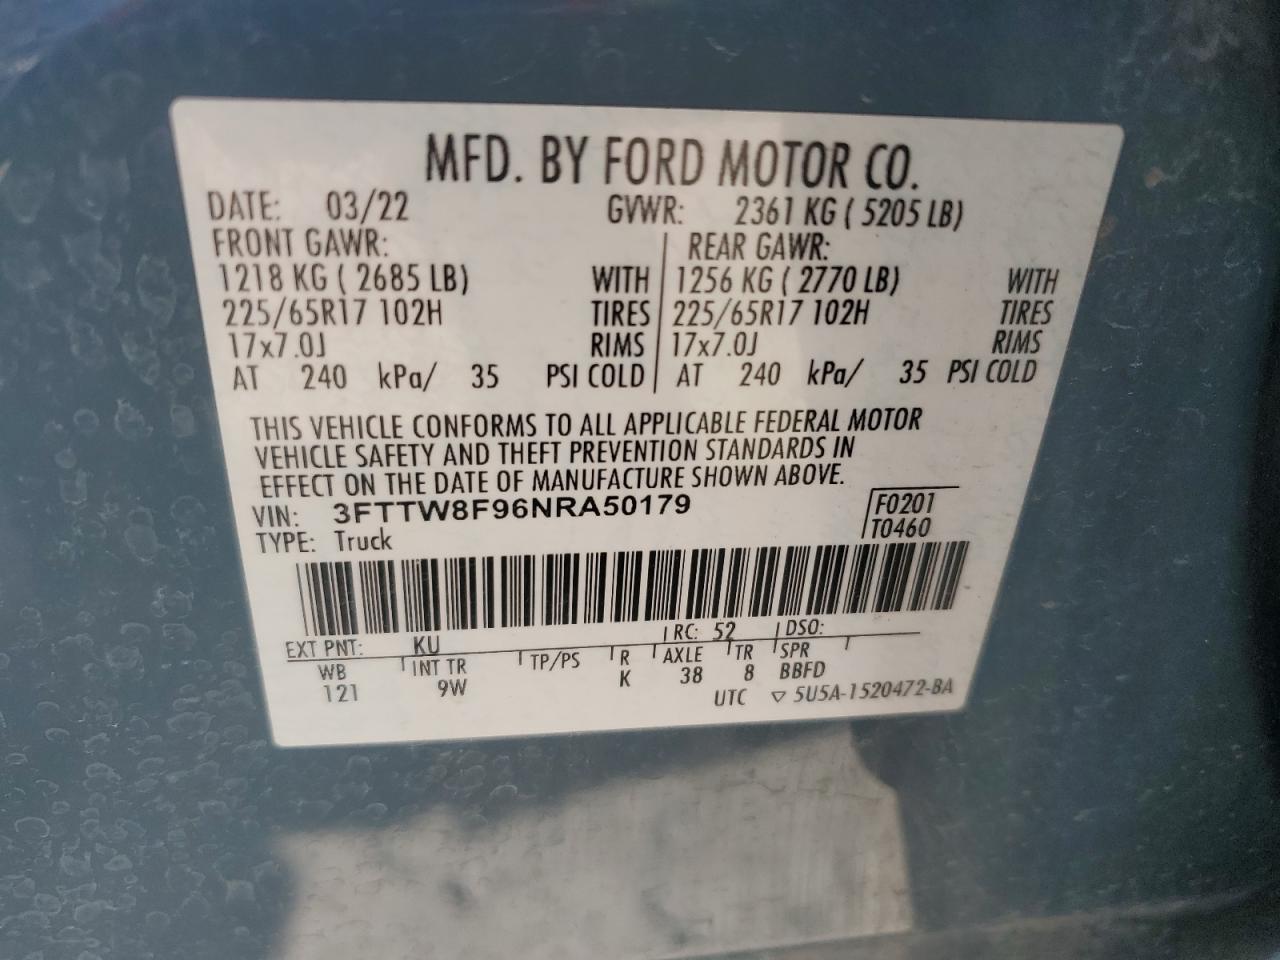 MFD. BY FORD MOTOR CO.
DATE: 03/22 GVWR: 2361 KG ( 5205 LB)
FRONT GAWR: REAR GAWR:
1218 KG ( 2685 LB) WITH 1256 KG ( 2770 LB) WITH
225/65R17 102H TIRES 225/65R17 102H TIRES
17x7.0J RIMS 17x7.0J RIMS
AT 240 kPa/ 35 PSI COLD AT 240 kPa/ 35 PSI COLD
THIS VEHICLE CONFORMS TO ALL APPLICABLE FEDERAL MOTOR
VEHICLE SAFETY AND THEFT PREVENTION STANDARDS IN
EFFECT ON THE DATE OF MANUFACTURE SHOWN ABOVE.
VIN: 3FTTW8F96NRA50179 F0201
TYPE: Truck T0460
EXT PNT: KU RC: 52 DSO:
WB INT TR TP/PS R AXLE TR SPR
121 9W K 38 8 BBFD
UTC ▽ 5U5A-1520472-BA